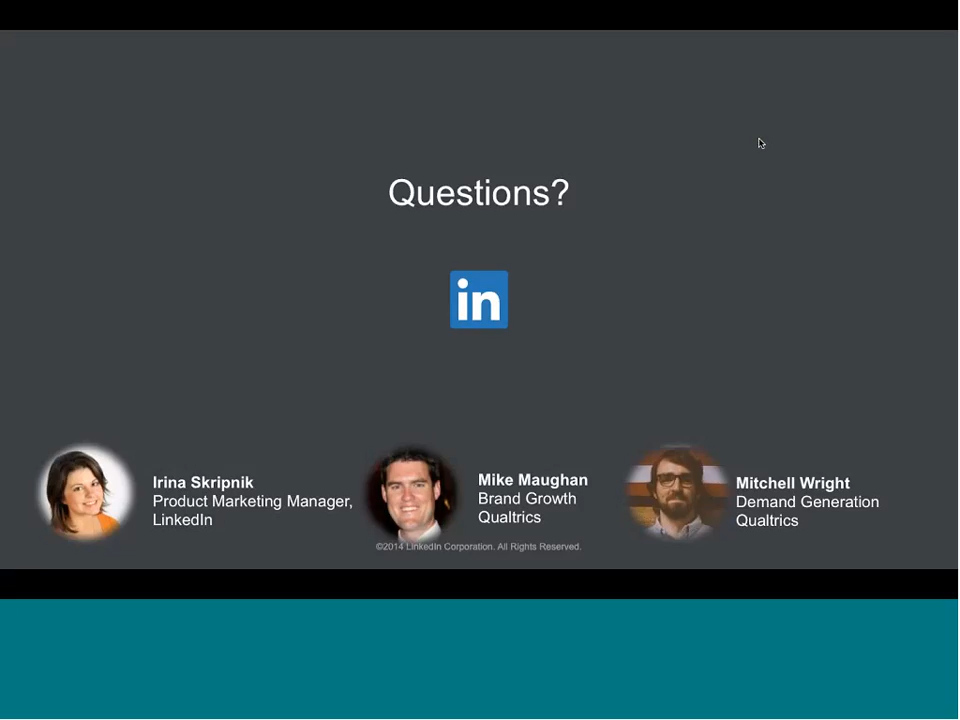 Questions?
in
Irina Skripnik
Product Marketing Manager,
LinkedIn
Mike Maughan
Brand Growth
Qualtrics
Mitchell Wright
Demand Generation
Qualtrics
©2014 LinkedIn Corporation. All Rights Reserved.